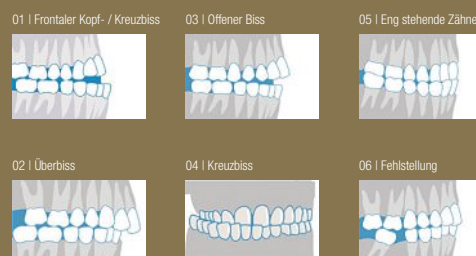 01 | Frontaler Kopf- / Kreuzbiss
03 | Offener Biss
05 | Eng stehende Zähne
02 | Überbiss
04 | Kreuzbiss
06 | Fehlstellung